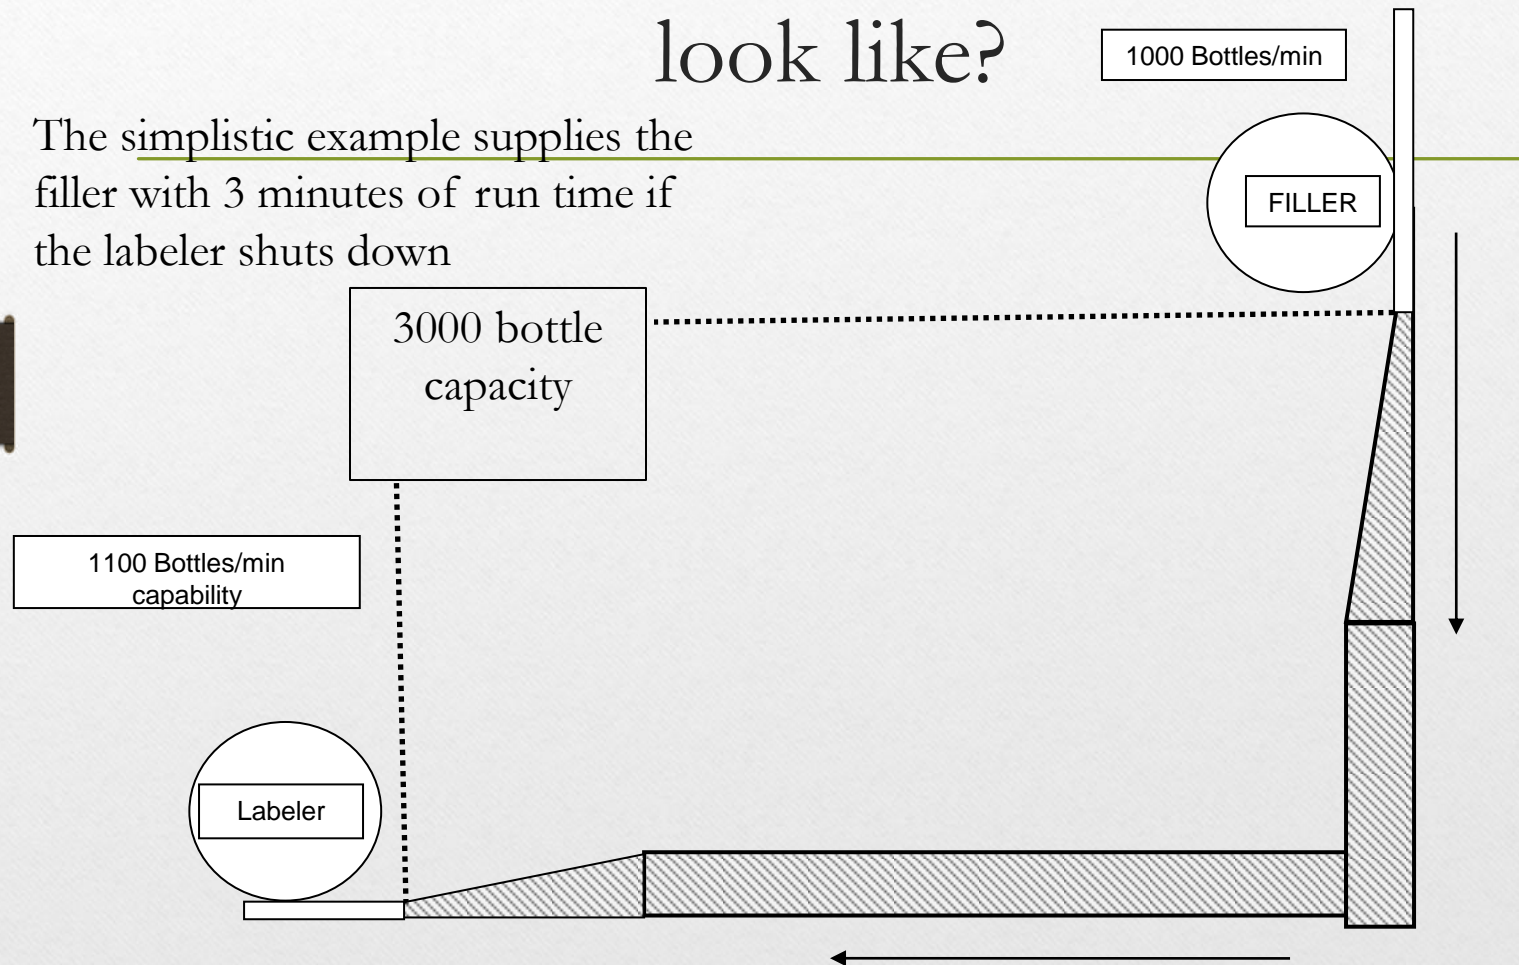 look like?
1000 Bottles/min
The simplistic example supplies the
filler with 3 minutes of run time if
the labeler shuts down
FILLER
3000 bottle
capacity
1100 Bottles/min
capability
Labeler